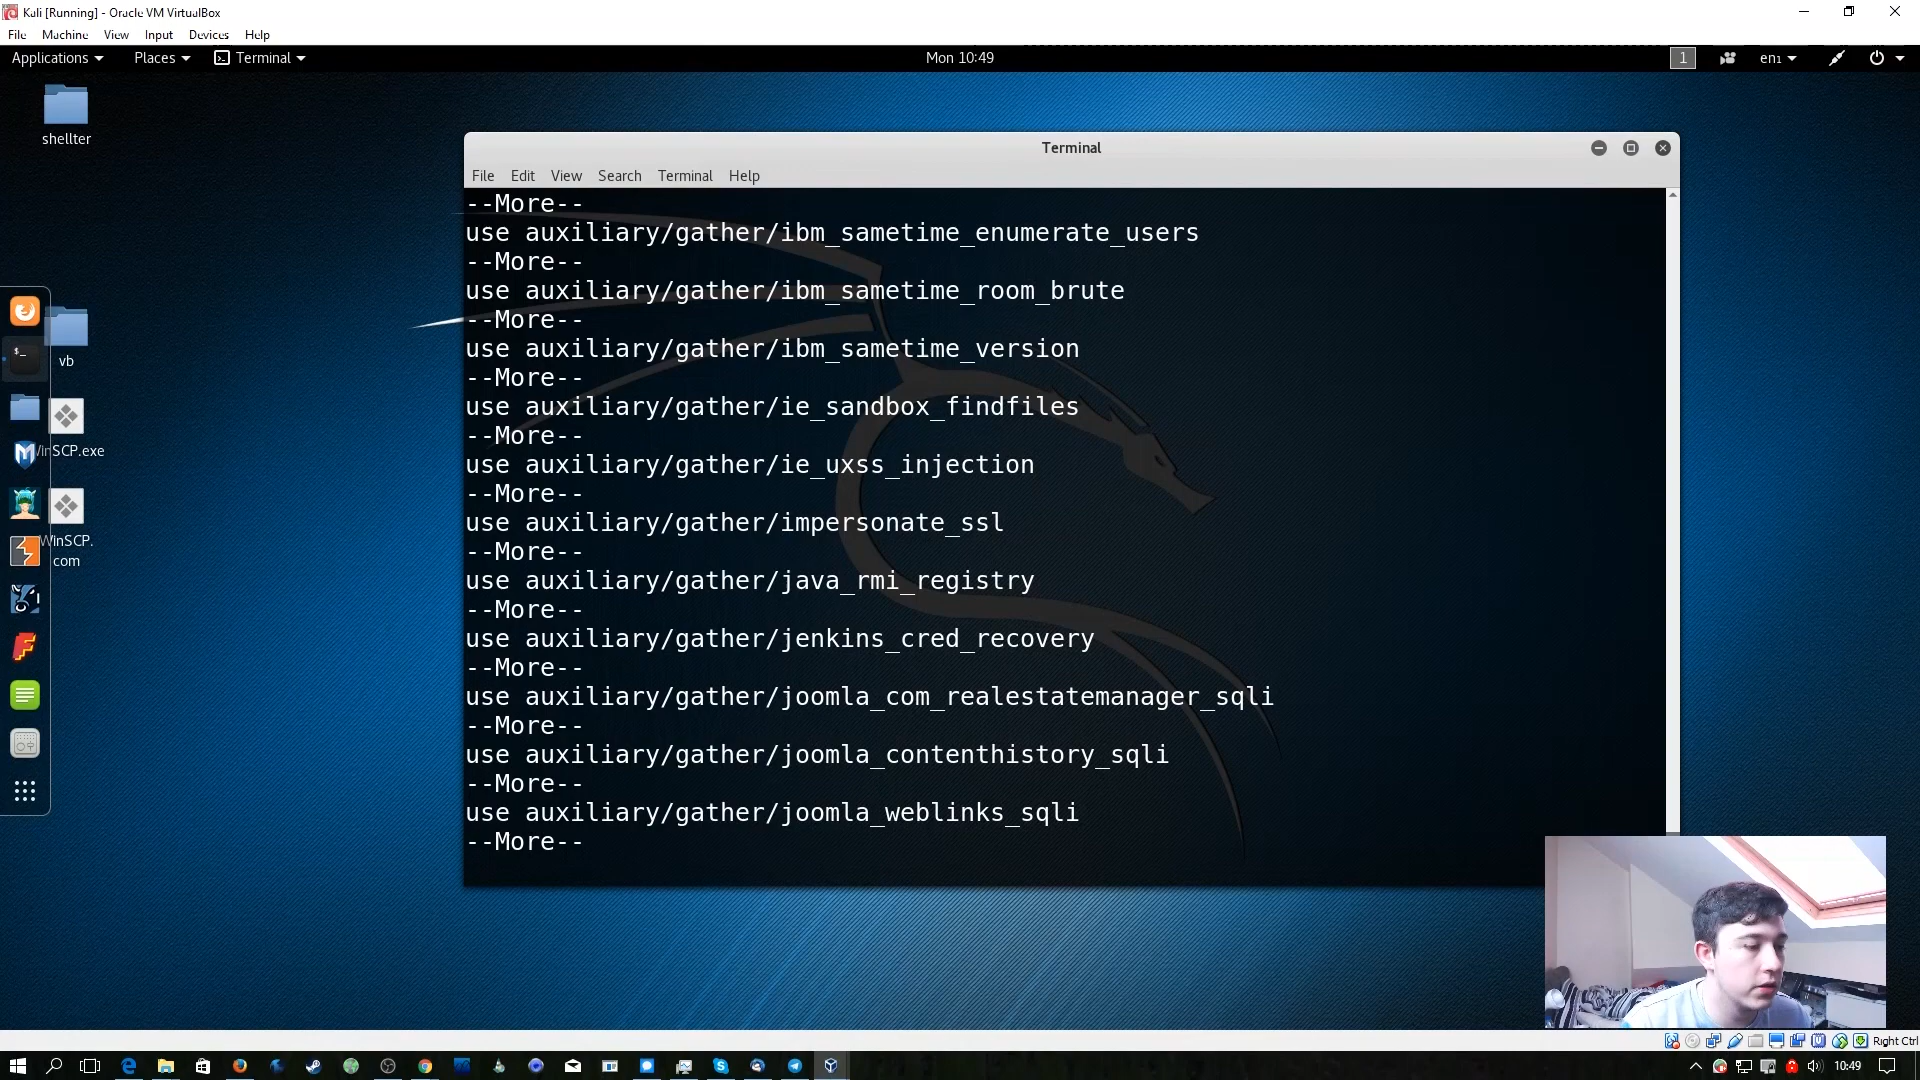 Kali [Running] - Oracle VM VirtualBox
File Machine View Input Devices Help
Applications Places Terminal Mon 10:49 1 en1
shellter
Terminal
File Edit View Search Terminal Help
--More--
use auxiliary/gather/ibm_sametime_enumerate_users
--More--
use auxiliary/gather/ibm_sametime_room_brute
--More--
use auxiliary/gather/ibm_sametime_version
--More--
use auxiliary/gather/ie_sandbox_findfiles
--More--
use auxiliary/gather/ie_uxss_injection
--More--
use auxiliary/gather/impersonate_ssl
--More--
use auxiliary/gather/java_rmi_registry
--More--
use auxiliary/gather/jenkins_cred_recovery
--More--
use auxiliary/gather/joomla_com_realestatemanager_sqli
--More--
use auxiliary/gather/joomla_contenthistory_sqli
--More--
use auxiliary/gather/joomla_weblinks_sqli
--More--
vb
WinSCP.exe
WinSCP.
com
Right Ctrl
10:49